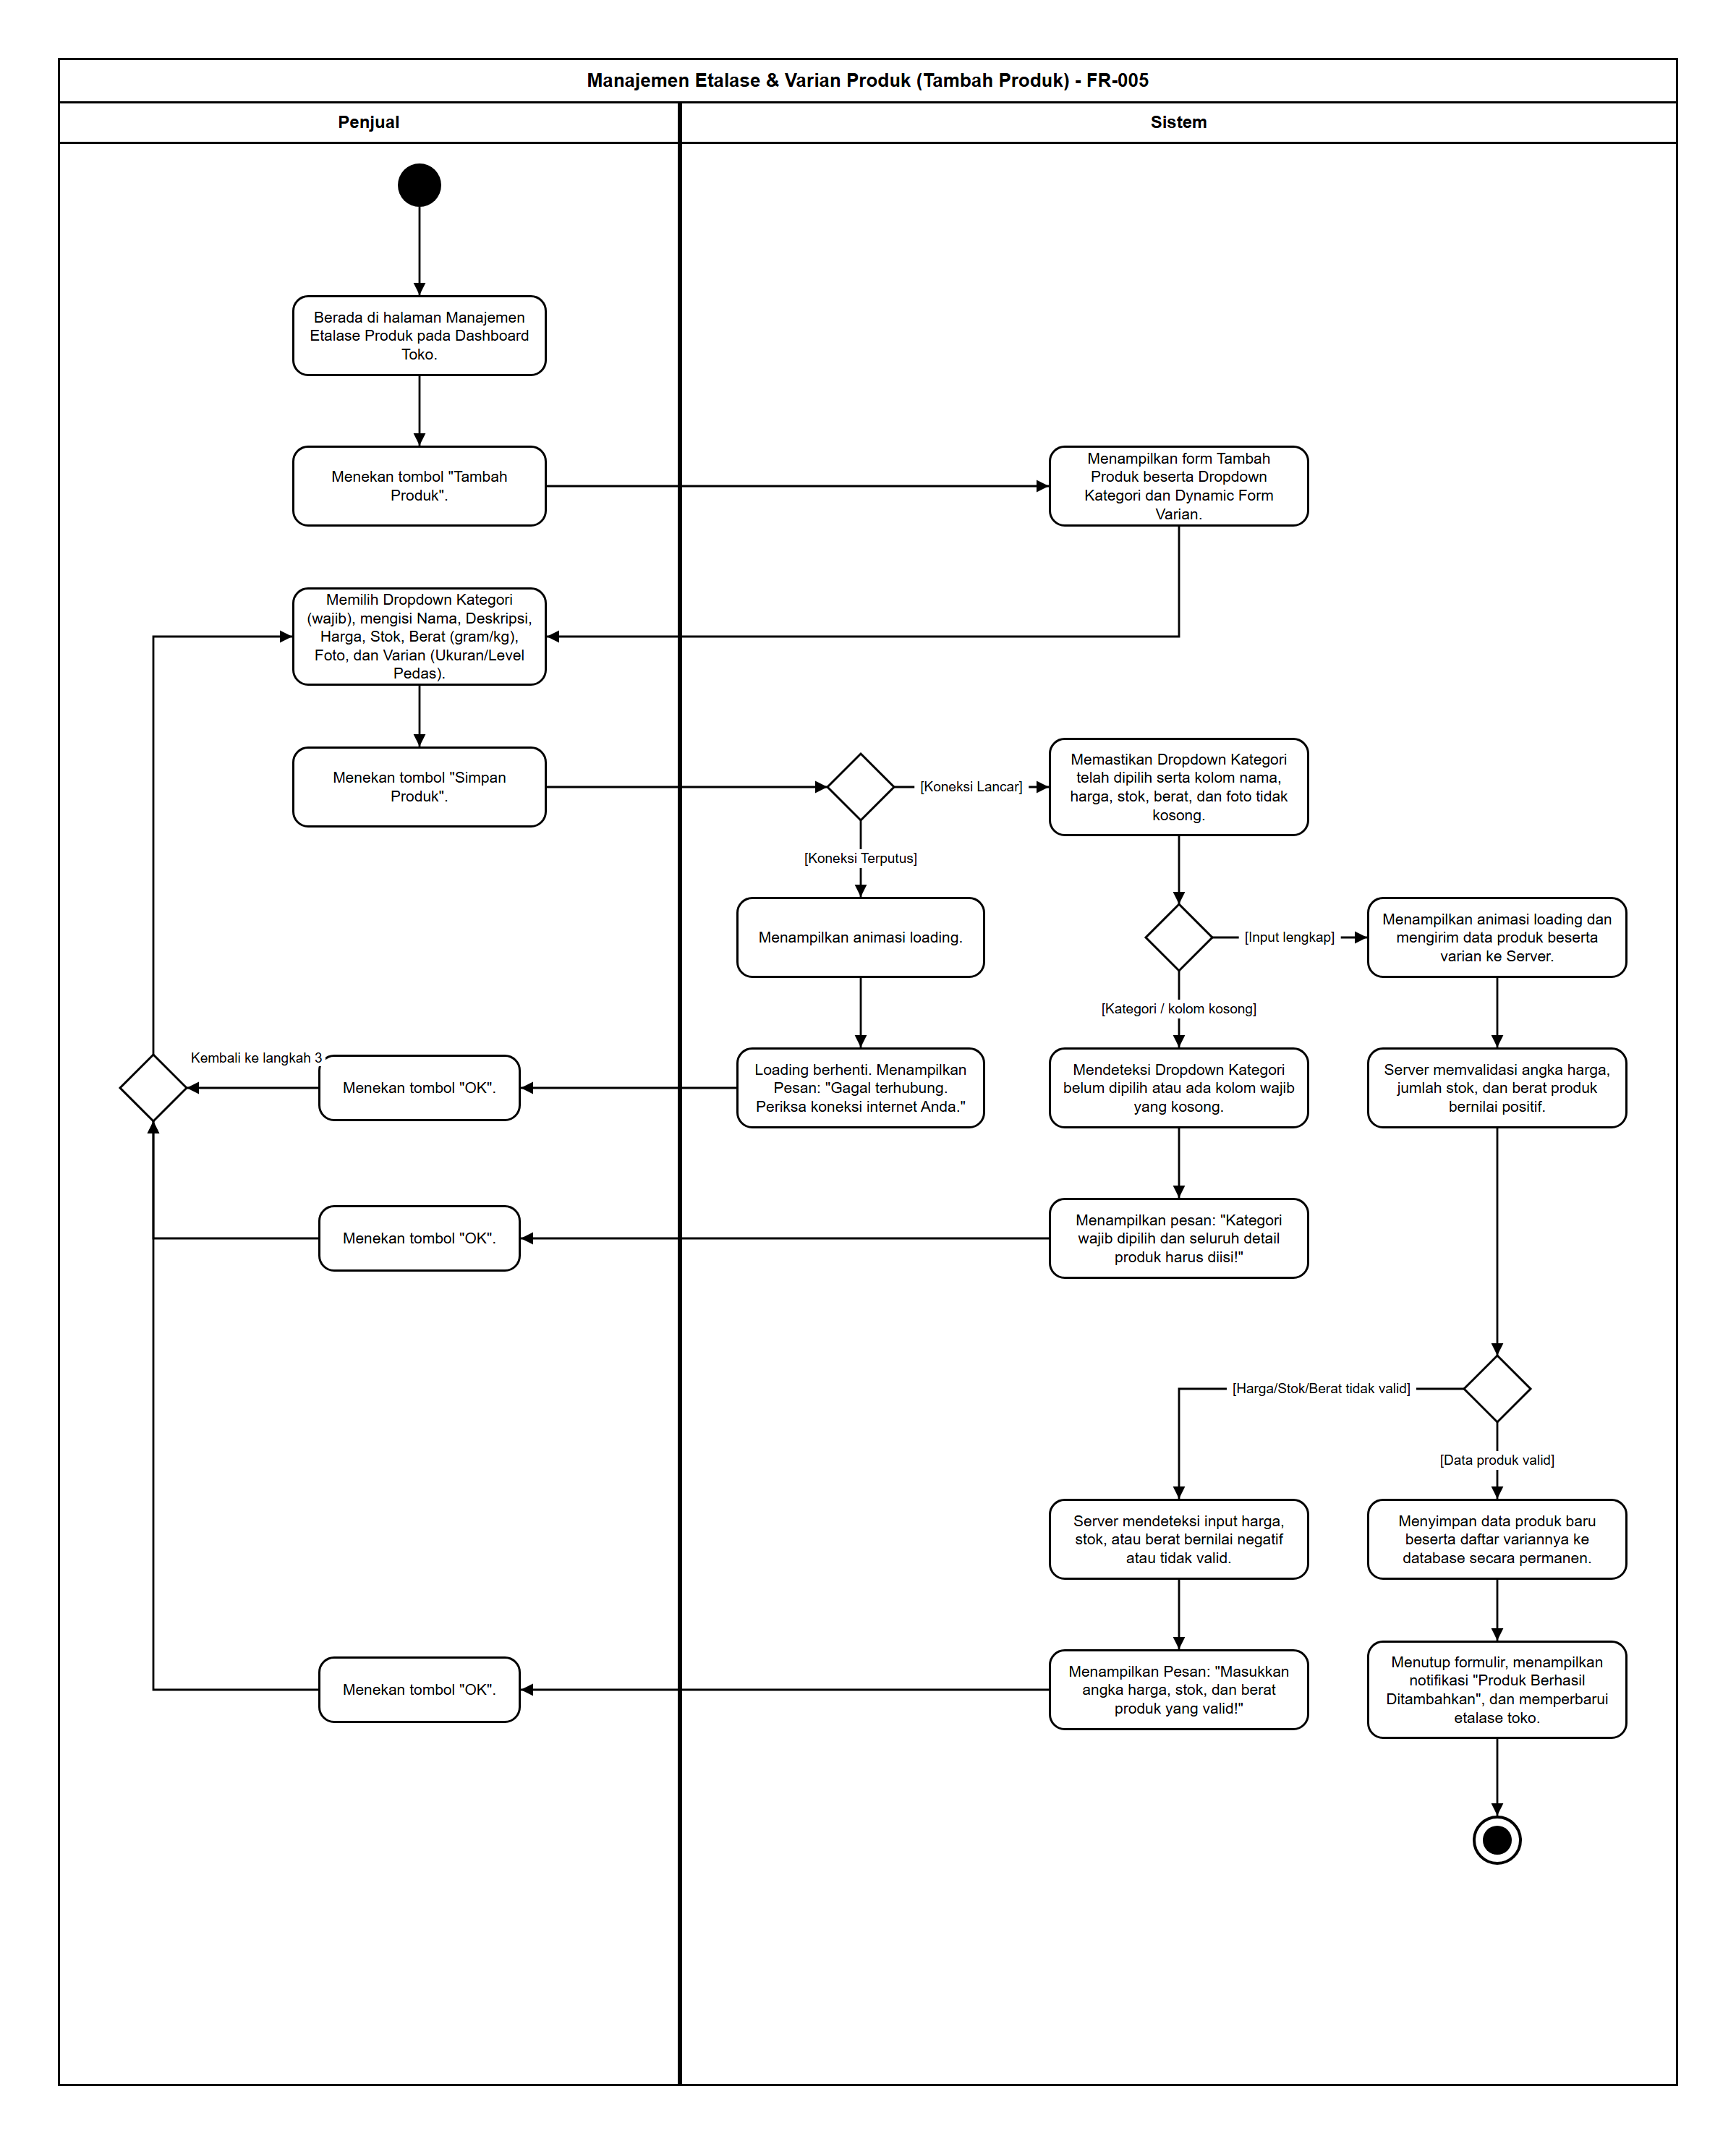 Manajemen Etalase & Varian Produk (Tambah Produk) - FR-005
Penjual
Sistem
Berada di halaman Manajemen
Etalase Produk pada Dashboard
Toko.
Menekan tombol "Tambah
Produk".
Menampilkan form Tambah
Produk beserta Dropdown
Kategori dan Dynamic Form
Varian.
Memilih Dropdown Kategori
(wajib), mengisi Nama, Deskripsi,
Harga, Stok, Berat (gram/kg),
Foto, dan Varian (Ukuran/Level
Pedas).
Menekan tombol "Simpan
Produk".
[Koneksi Lancar]
Memastikan Dropdown Kategori
telah dipilih serta kolom nama,
harga, stok, berat, dan foto tidak
kosong.
[Koneksi Terputus]
Menampilkan animasi loading.
[Input lengkap]
Menampilkan animasi loading dan
mengirim data produk beserta
varian ke Server.
[Kategori / kolom kosong]
Kembali ke langkah 3
Menekan tombol "OK".
Loading berhenti. Menampilkan
Pesan: "Gagal terhubung.
Periksa koneksi internet Anda."
Mendeteksi Dropdown Kategori
belum dipilih atau ada kolom wajib
yang kosong.
Server memvalidasi angka harga,
jumlah stok, dan berat produk
bernilai positif.
Menekan tombol "OK".
Menampilkan pesan: "Kategori
wajib dipilih dan seluruh detail
produk harus diisi!"
[Harga/Stok/Berat tidak valid]
[Data produk valid]
Server mendeteksi input harga,
stok, atau berat bernilai negatif
atau tidak valid.
Menyimpan data produk baru
beserta daftar variannya ke
database secara permanen.
Menekan tombol "OK".
Menampilkan Pesan: "Masukkan
angka harga, stok, dan berat
produk yang valid!"
Menutup formulir, menampilkan
notifikasi "Produk Berhasil
Ditambahkan", dan memperbarui
etalase toko.